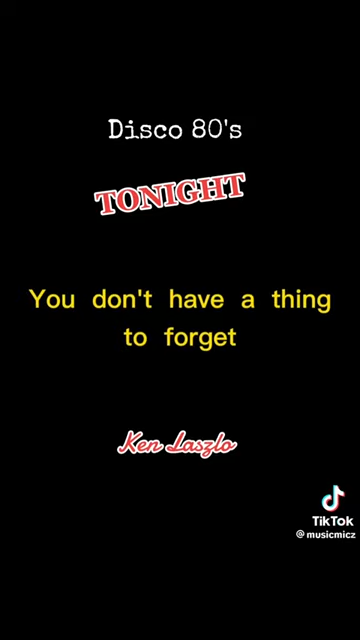 Disco 80's
TONIGHT
You don't have a thing
to forget
Ken Laszlo
TikTok
@musicmicz